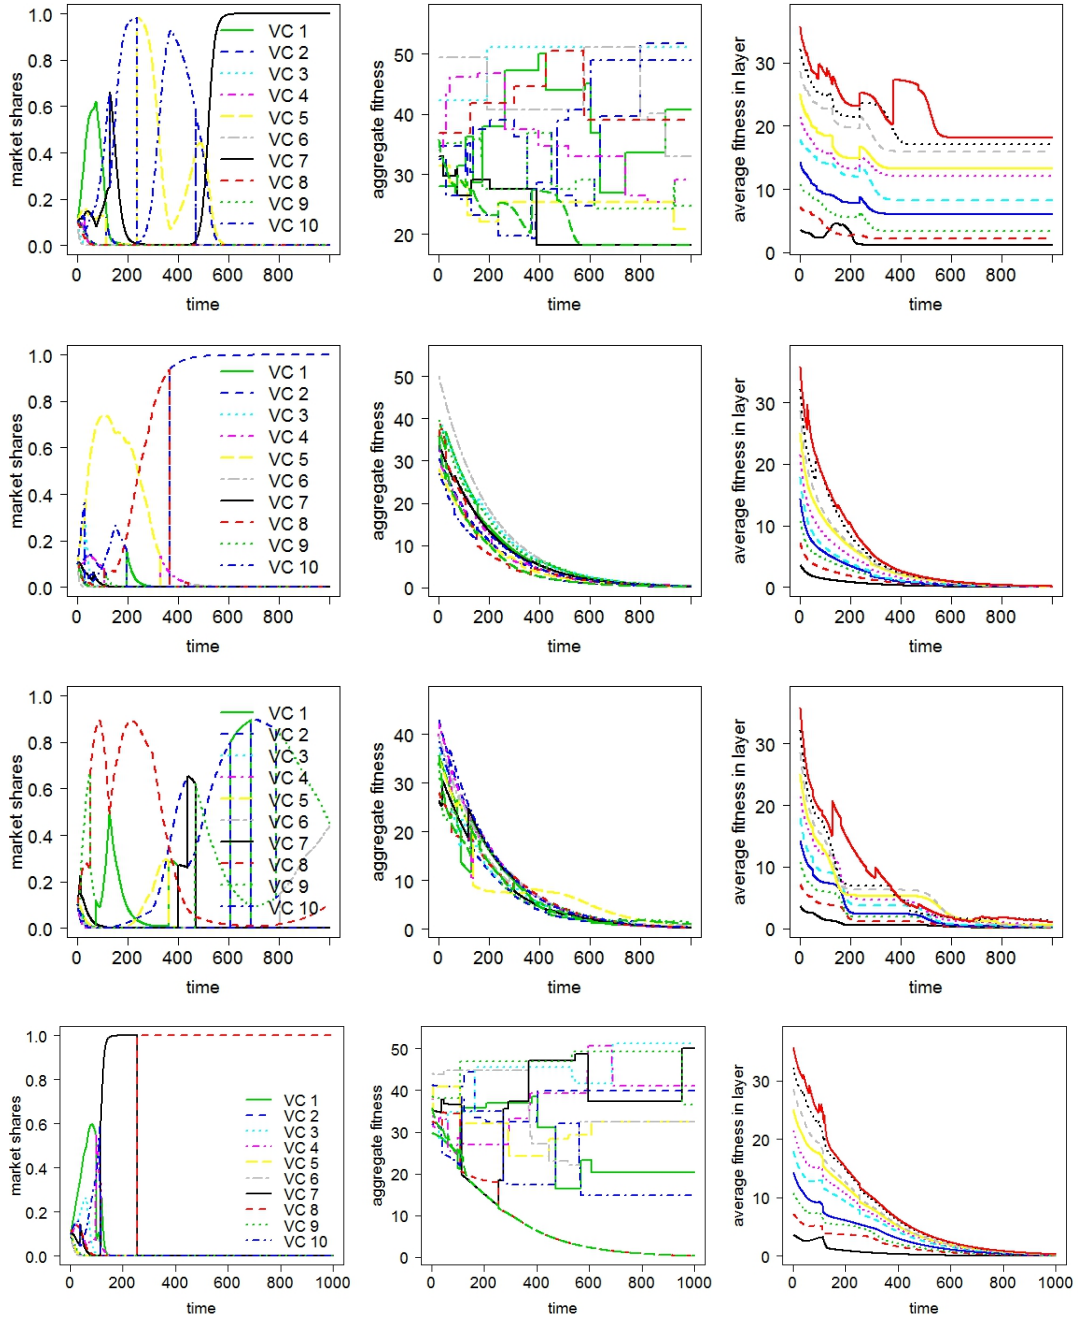 market shares
1.0
0.8
0.6
0.4
0.2
0.0
0 200 400 600 800
time
VC 1
VC 2
VC 3
VC 4
VC 5
VC 6
VC 7
VC 8
VC 9
VC 10
aggregate fitness
50
40
30
20
0 200 400 600 800
time
average fitness in layer
30
20
10
0
0 200 400 600 800
time
market shares
1.0
0.8
0.6
0.4
0.2
0.0
0 200 400 600 800
time
VC 1
VC 2
VC 3
VC 4
VC 5
VC 6
VC 7
VC 8
VC 9
VC 10
aggregate fitness
50
40
30
20
10
0
0 200 400 600 800
time
average fitness in layer
30
20
10
0
0 200 400 600 800
time
market shares
1.0
0.8
0.6
0.4
0.2
0.0
0 200 400 600 800
time
VC 1
VC 2
VC 3
VC 4
VC 5
VC 6
VC 7
VC 8
VC 9
VC 10
aggregate fitness
40
30
20
10
0
0 200 400 600 800
time
average fitness in layer
30
20
10
0
0 200 400 600 800
time
market shares
1.0
0.8
0.6
0.4
0.2
0.0
0 200 400 600 800 1000
time
VC 1
VC 2
VC 3
VC 4
VC 5
VC 6
VC 7
VC 8
VC 9
VC 10
aggregate fitness
50
40
30
20
10
0
0 200 400 600 800 1000
time
average fitness in layer
30
20
10
0
0 200 400 600 800 1000
time